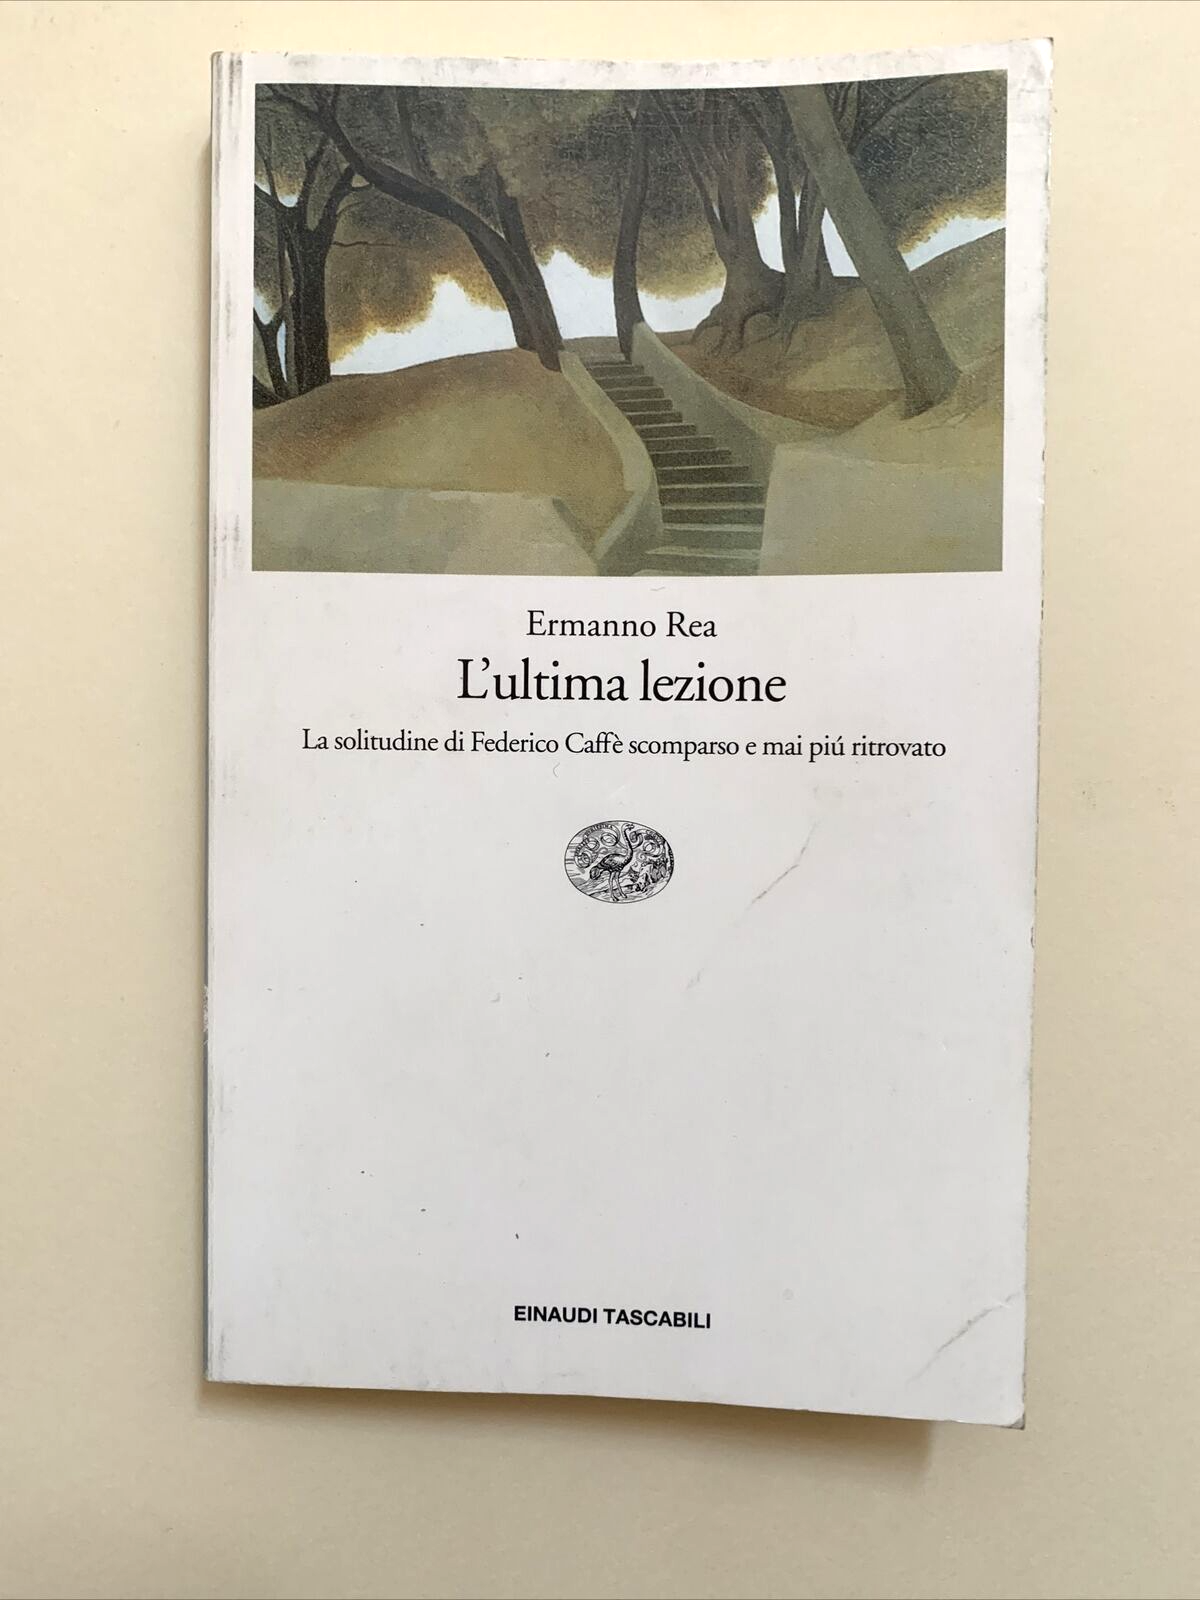 Ermanno Rea
L'ultima lezione
La solitudine di Federico Caffè scomparso e mai piú ritrovato
EINAUDI TASCABILI